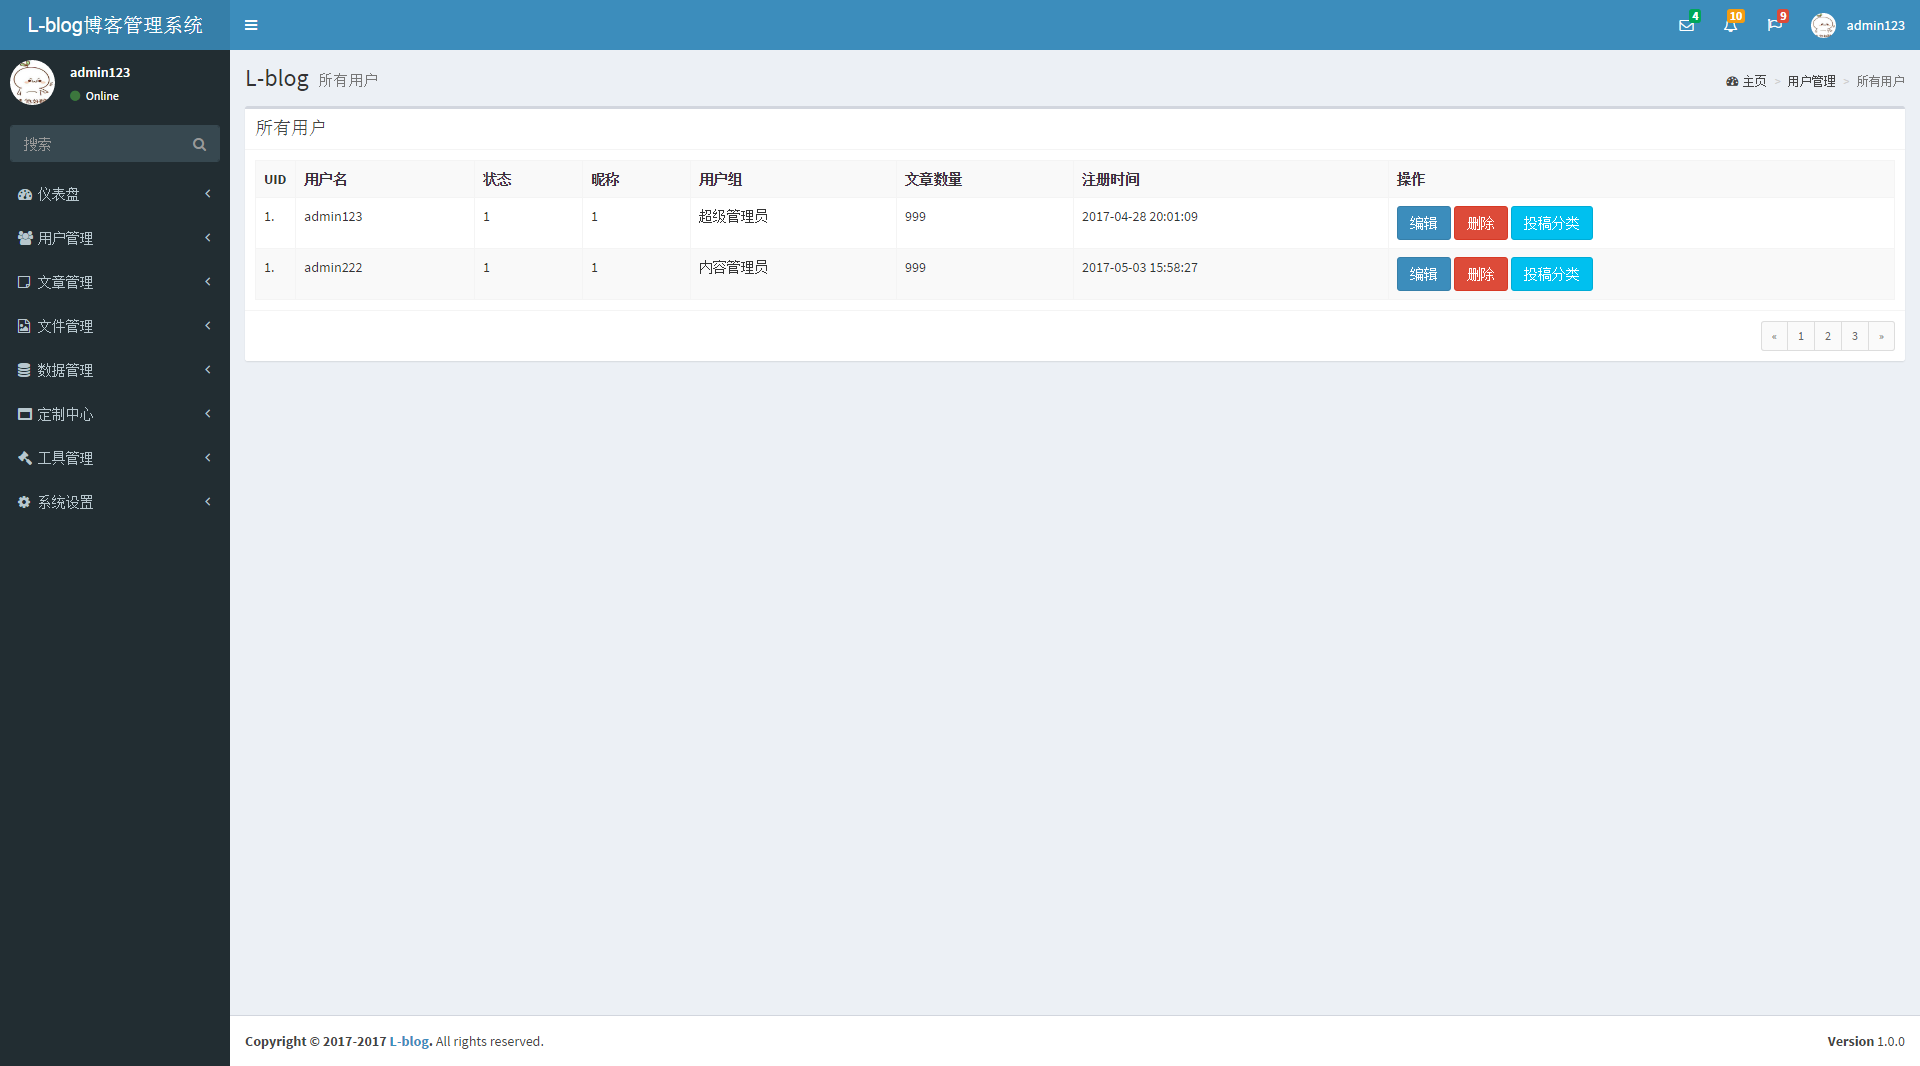 L-blog博客管理系统
4
10
9
admin123
admin123
Online
搜索
仪表盘
用户管理
文章管理
文件管理
数据管理
定制中心
工具管理
系统设置
L-blog 所有用户
主页 > 用户管理 > 所有用户
所有用户
UID 用户名 状态 昵称 用户组 文章数量 注册时间 操作
1. admin123 1 1 超级管理员 999 2017-04-28 20:01:09 编辑 删除 投稿分类
1. admin222 1 1 内容管理员 999 2017-05-03 15:58:27 编辑 删除 投稿分类
« 1 2 3 »
Copyright © 2017-2017 L-blog. All rights reserved.
Version 1.0.0